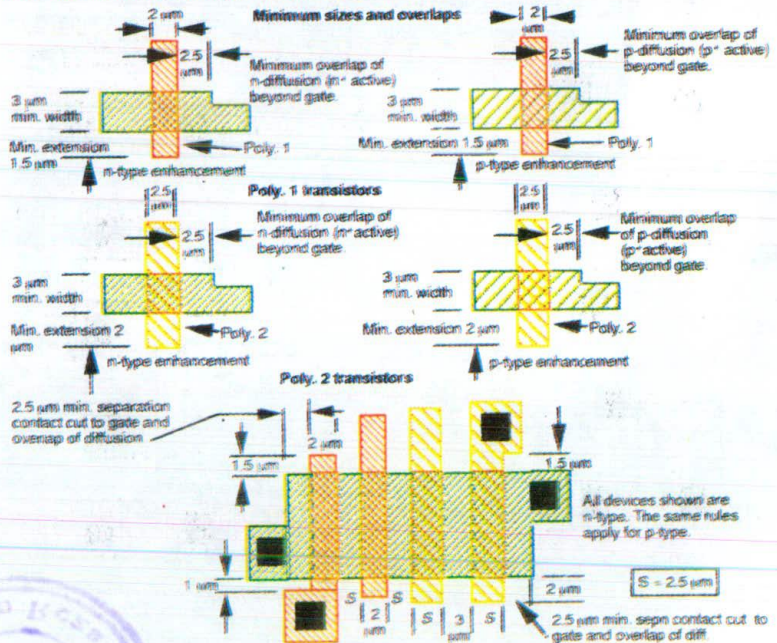 2 µm
Minimum sizes and overlaps
2 µm
2.5 µm
Minimum overlap of
n-diffusion (n+ active)
beyond gate.
2.5 µm
Minimum overlap of
p-diffusion (p+ active)
beyond gate.
3 µm
min. width
3 µm
min. width
Min. extension
1.5 µm
Poly. 1
n-type enhancement
Min. extension 1.5 µm
Poly. 1
p-type enhancement
Poly. 1 transistors
2.5 µm
Minimum overlap of
n-diffusion (n+ active)
beyond gate
2.5 µm
2.5 µm
Minimum overlap
of p-diffusion
(p+ active)
beyond gate
2.5 µm
3 µm
min. width
3 µm
min. width
Min. extension 2
µm
Poly. 2
n-type enhancement
Min. extension 2 µm
Poly. 2
p-type enhancement
Poly. 2 transistors
2.5 µm min. separation
contact cut to gate and
overlap of diffusion
2 µm
1.5 µm
1.5 µm
All devices shown are
n-type. The same rules
apply for p-type.
1 µm
S
2 µm
S
S
3 µm
S
2 µm
S = 2.5 µm
2.5 µm min. sepn contact cut to
gate and overlap of diff.